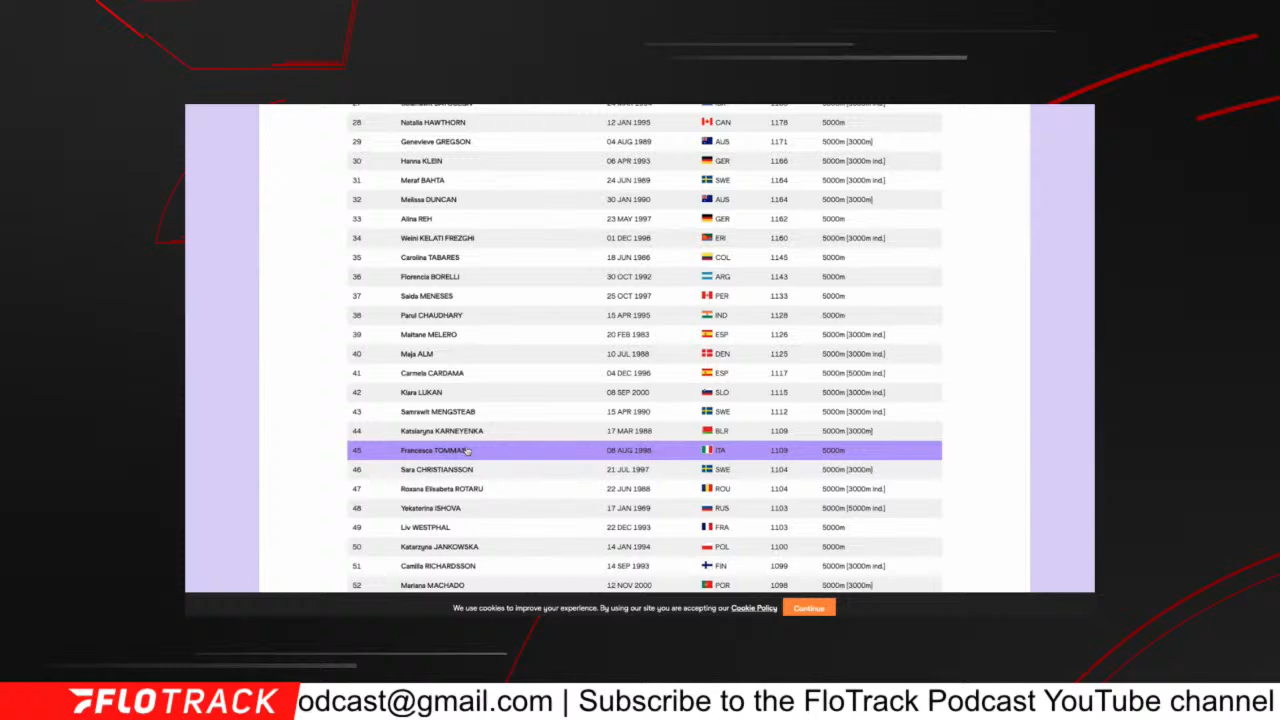 28 Natalia HAWTHORN 12 JAN 1995 CAN 1178 5000m
29 Genevieve GREGSON 04 AUG 1989 AUS 1171 5000m [3000m]
30 Hanna KLEIN 06 APR 1993 GER 1166 5000m [3000m ind.]
31 Meraf BAHTA 24 JUN 1989 SWE 1164 5000m [3000m ind.]
32 Melissa DUNCAN 30 JAN 1990 AUS 1164 5000m [3000m]
33 Alina REH 23 MAY 1997 GER 1162 5000m
34 Weini KELATI FREZGHI 01 DEC 1996 ERI 1160 5000m [3000m ind.]
35 Carolina TABARES 18 JUN 1986 COL 1145 5000m
36 Florencia BORELLI 30 OCT 1992 ARG 1143 5000m
37 Saida MENESES 25 OCT 1997 PER 1133 5000m
38 Parul CHAUDHARY 15 APR 1995 IND 1128 5000m
39 Maitane MELERO 20 FEB 1983 ESP 1126 5000m [3000m ind.]
40 Maja ALM 10 JUL 1988 DEN 1125 5000m [3000m ind.]
41 Carmela CARDAMA 04 DEC 1996 ESP 1117 5000m [5000m ind.]
42 Klara LUKAN 08 SEP 2000 SLO 1115 5000m [3000m ind.]
43 Samrawit MENGSTEAB 15 APR 1990 SWE 1112 5000m [3000m ind.]
44 Katsiaryna KARNEYENKA 17 MAR 1988 BLR 1109 5000m [3000m]
45 Francesca 08 AUG 1998 ITA 1109 5000m
46 Sara CHRISTIANSSON 21 JUL 1997 SWE 1104 5000m [3000m]
47 Roxana Elisabeta ROTARU 22 JUN 1988 ROU 1104 5000m [3000m ind.]
48 Yekaterina ISHOVA 17 JAN 1989 RUS 1103 5000m [5000m ind.]
49 Liv WESTPHAL 22 DEC 1993 FRA 1103 5000m
50 Katarzyna JANKOWSKA 14 JAN 1994 POL 1100 5000m
51 Camilla RICHARDSSON 14 SEP 1993 FIN 1099 5000m [3000m ind.]
52 Mariana MACHADO 12 NOV 2000 POR 1098 5000m [3000m]
We use cookies to improve your experience. By using our site you are accepting our Cookie Policy Continue
FLOTRACK odcast@gmail.com | Subscribe to the FloTrack Podcast YouTube channel